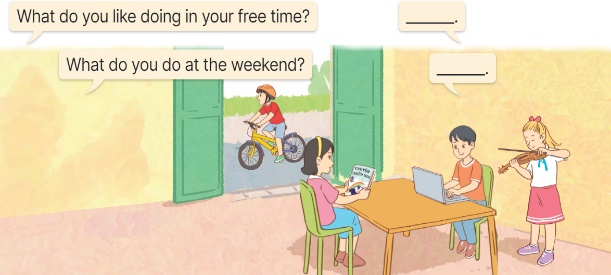 What do you like doing in your free time?
______.
What do you do at the weekend?
______.